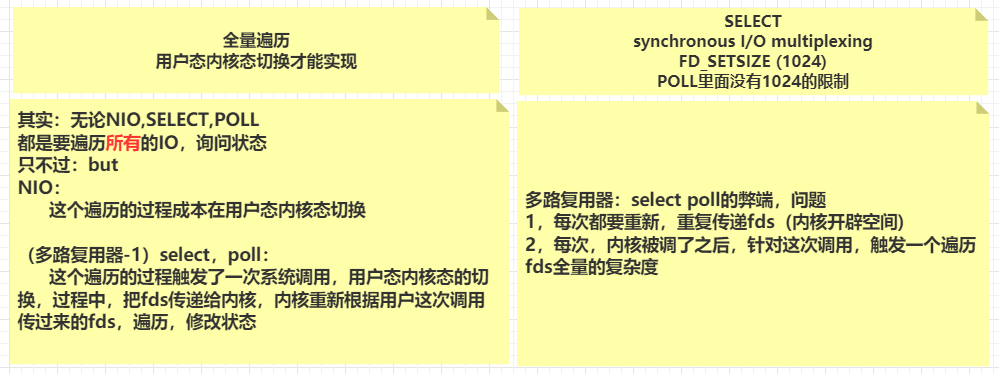 全量遍历
用户态内核态切换才能实现
SELECT
synchronous I/O multiplexing
FD_SETSIZE (1024)
POLL里面没有1024的限制
其实：无论NIO,SELECT,POLL
都是要遍历所有的IO，询问状态
只不过：but
NIO：
这个遍历的过程成本在用户态内核态切换
（多路复用器-1）select，poll：
这个遍历的过程触发了一次系统调用，用户态内核态的切
换，过程中，把fds传递给内核，内核重新根据用户这次调用
传过来的fds，遍历，修改状态
多路复用器：select poll的弊端，问题
1，每次都要重新，重复传递fds（内核开辟空间）
2，每次，内核被调了之后，针对这次调用，触发一个遍历
fds全量的复杂度